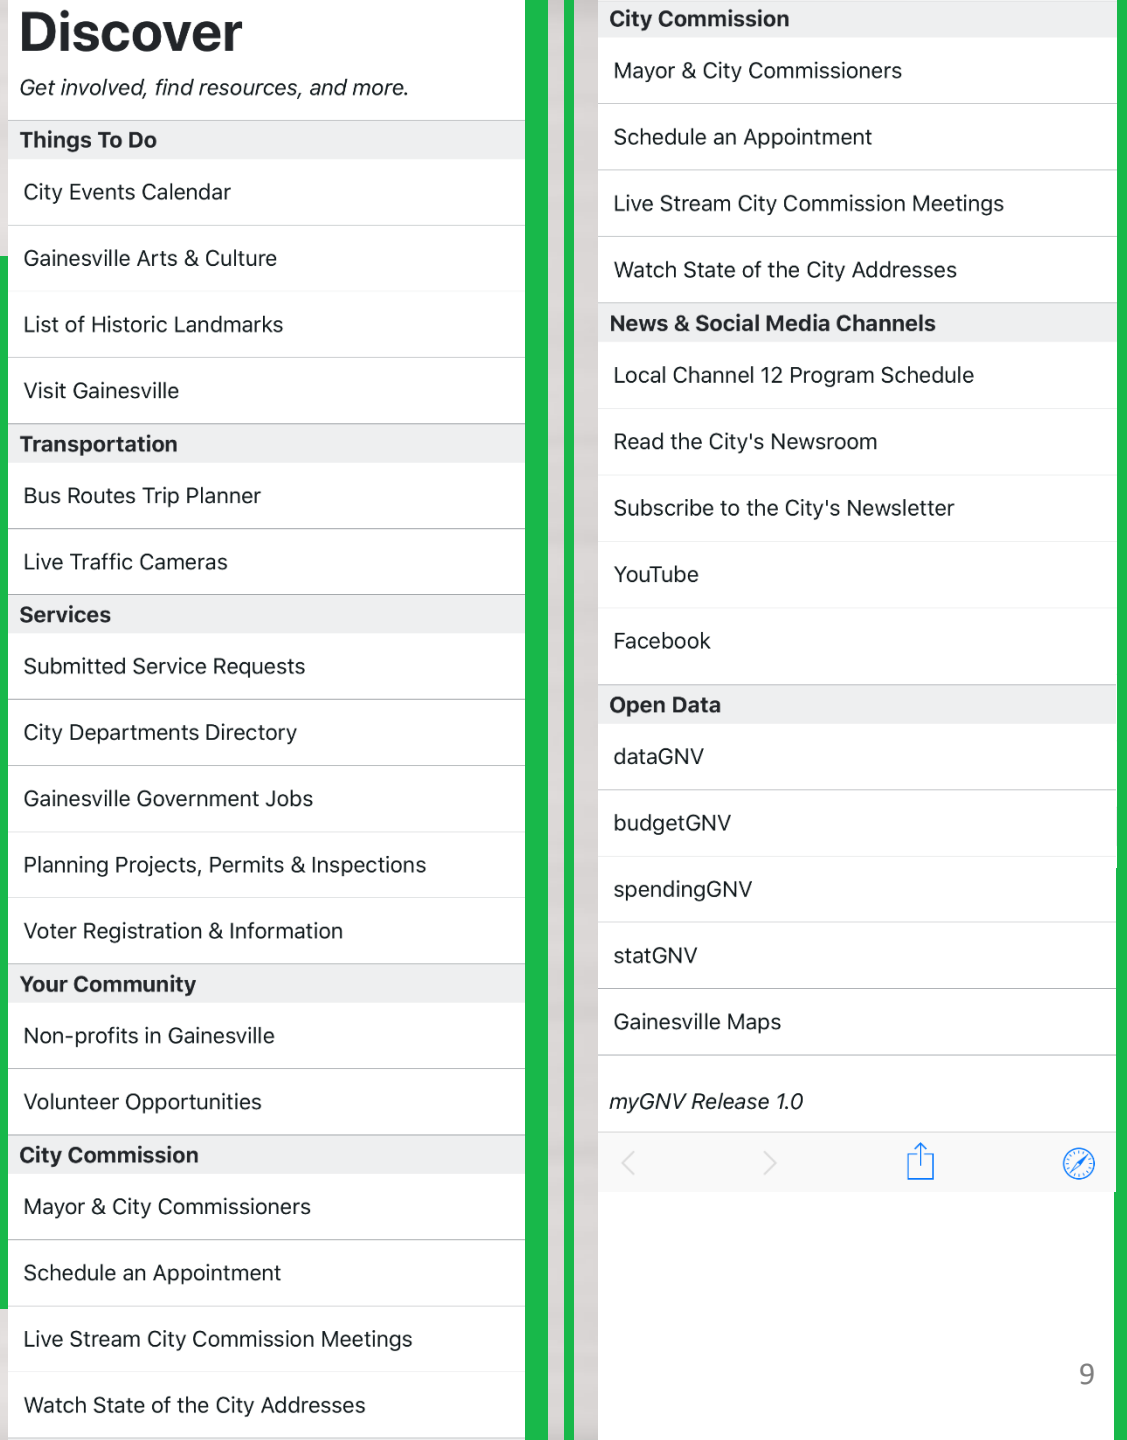 Discover
Get involved, find resources, and more.
Things To Do
City Events Calendar
Gainesville Arts & Culture
List of Historic Landmarks
Visit Gainesville
Transportation
Bus Routes Trip Planner
Live Traffic Cameras
Services
Submitted Service Requests
City Departments Directory
Gainesville Government Jobs
Planning Projects, Permits & Inspections
Voter Registration & Information
Your Community
Non-profits in Gainesville
Volunteer Opportunities
City Commission
Mayor & City Commissioners
Schedule an Appointment
Live Stream City Commission Meetings
Watch State of the City Addresses
City Commission
Mayor & City Commissioners
Schedule an Appointment
Live Stream City Commission Meetings
Watch State of the City Addresses
News & Social Media Channels
Local Channel 12 Program Schedule
Read the City's Newsroom
Subscribe to the City's Newsletter
YouTube
Facebook
Open Data
dataGNV
budgetGNV
spendingGNV
statGNV
Gainesville Maps
myGNV Release 1.0
9